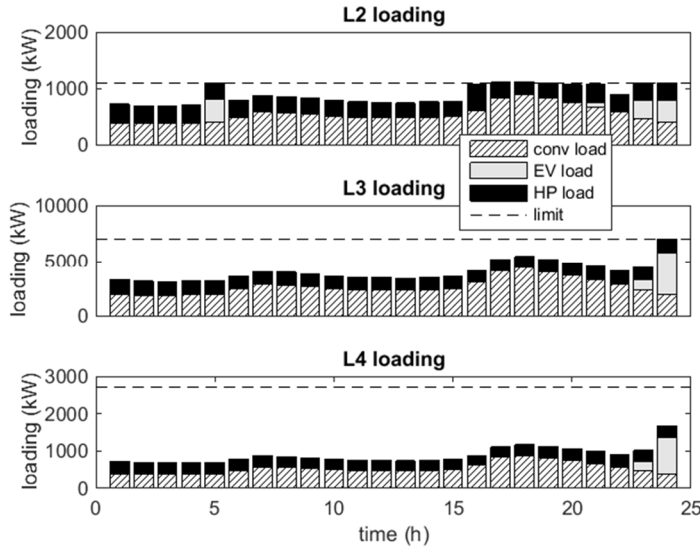 L2 loading
2000
1000
0
loading (kW)
conv load
EV load
HP load
limit
L3 loading
10000
5000
0
loading (kW)
L4 loading
3000
2000
1000
0
loading (kW)
0 5 10 15 20 25
time (h)